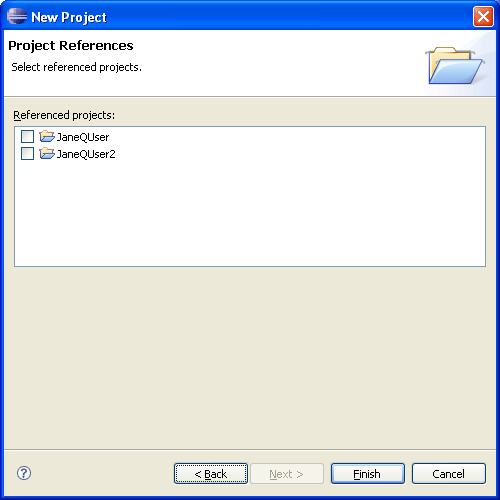 New Project
Project References
Select referenced projects.
Referenced projects:
JaneQUser
JaneQUser2
?
< Back Next > Finish Cancel